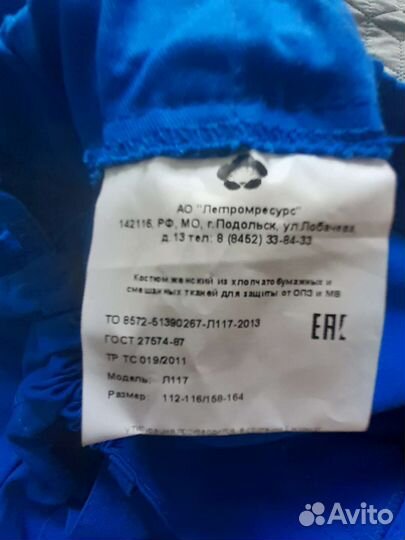 АО "Легпромресурс"
142116, РФ, МО, г. Подольск, ул. Лобачева,
д.13 тел: 8 (8452) 33-84-33
Костюм женский из хлопчатобумажных и
смешанных тканей для защиты от ОПЗ и МВ
ТО 8572-51390267-Л117-2013
ГОСТ 27574-87
ТР ТС 019/2011
Модель: Л117
Размер: 112-116/158-164
EAC
Avito